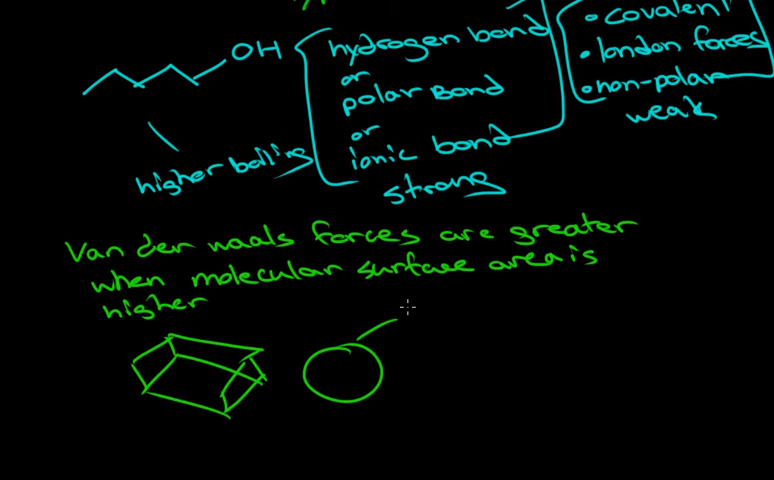 OH
higher boiling
hydrogen bond
or
polar Bond
or
ionic bond
strong
• covalent
• london forces
• non-polar
weak
Van der waals forces are greater
when molecular surface area is
higher